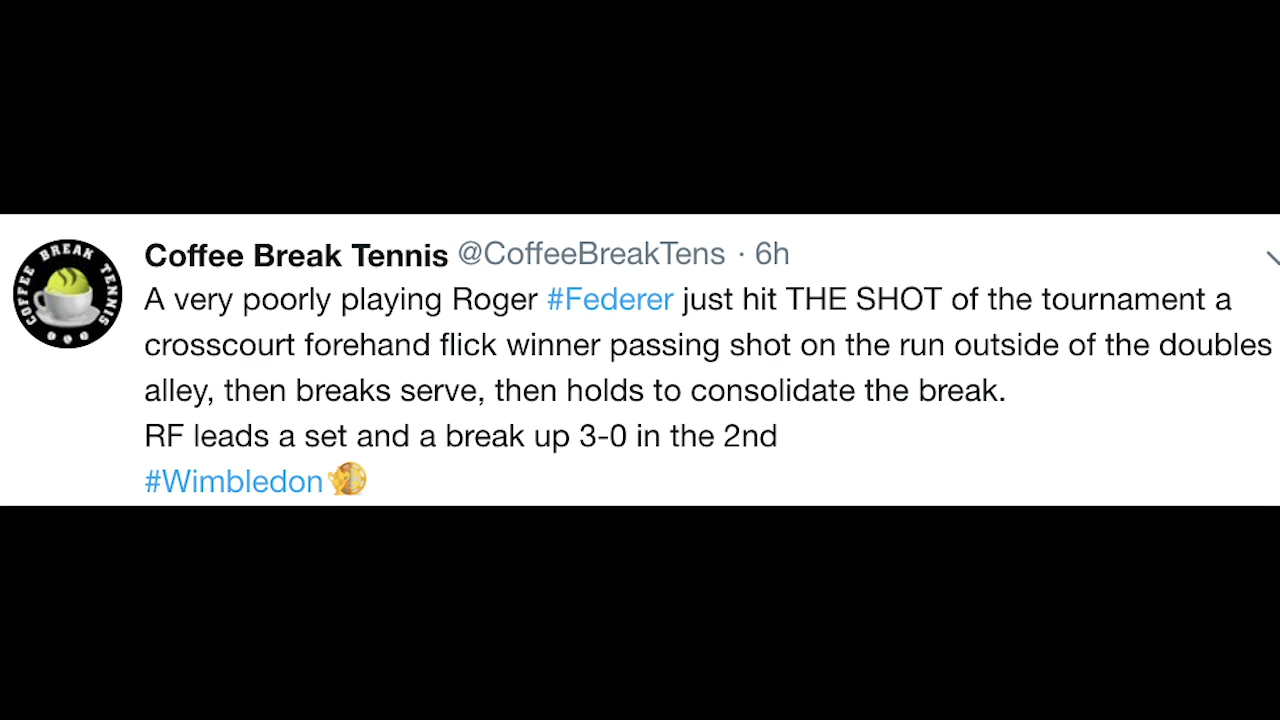 COFFEE BREAK TENNIS
Coffee Break Tennis @CoffeeBreakTens · 6h
A very poorly playing Roger #Federer just hit THE SHOT of the tournament a
crosscourt forehand flick winner passing shot on the run outside of the doubles
alley, then breaks serve, then holds to consolidate the break.
RF leads a set and a break up 3-0 in the 2nd
#Wimbledon